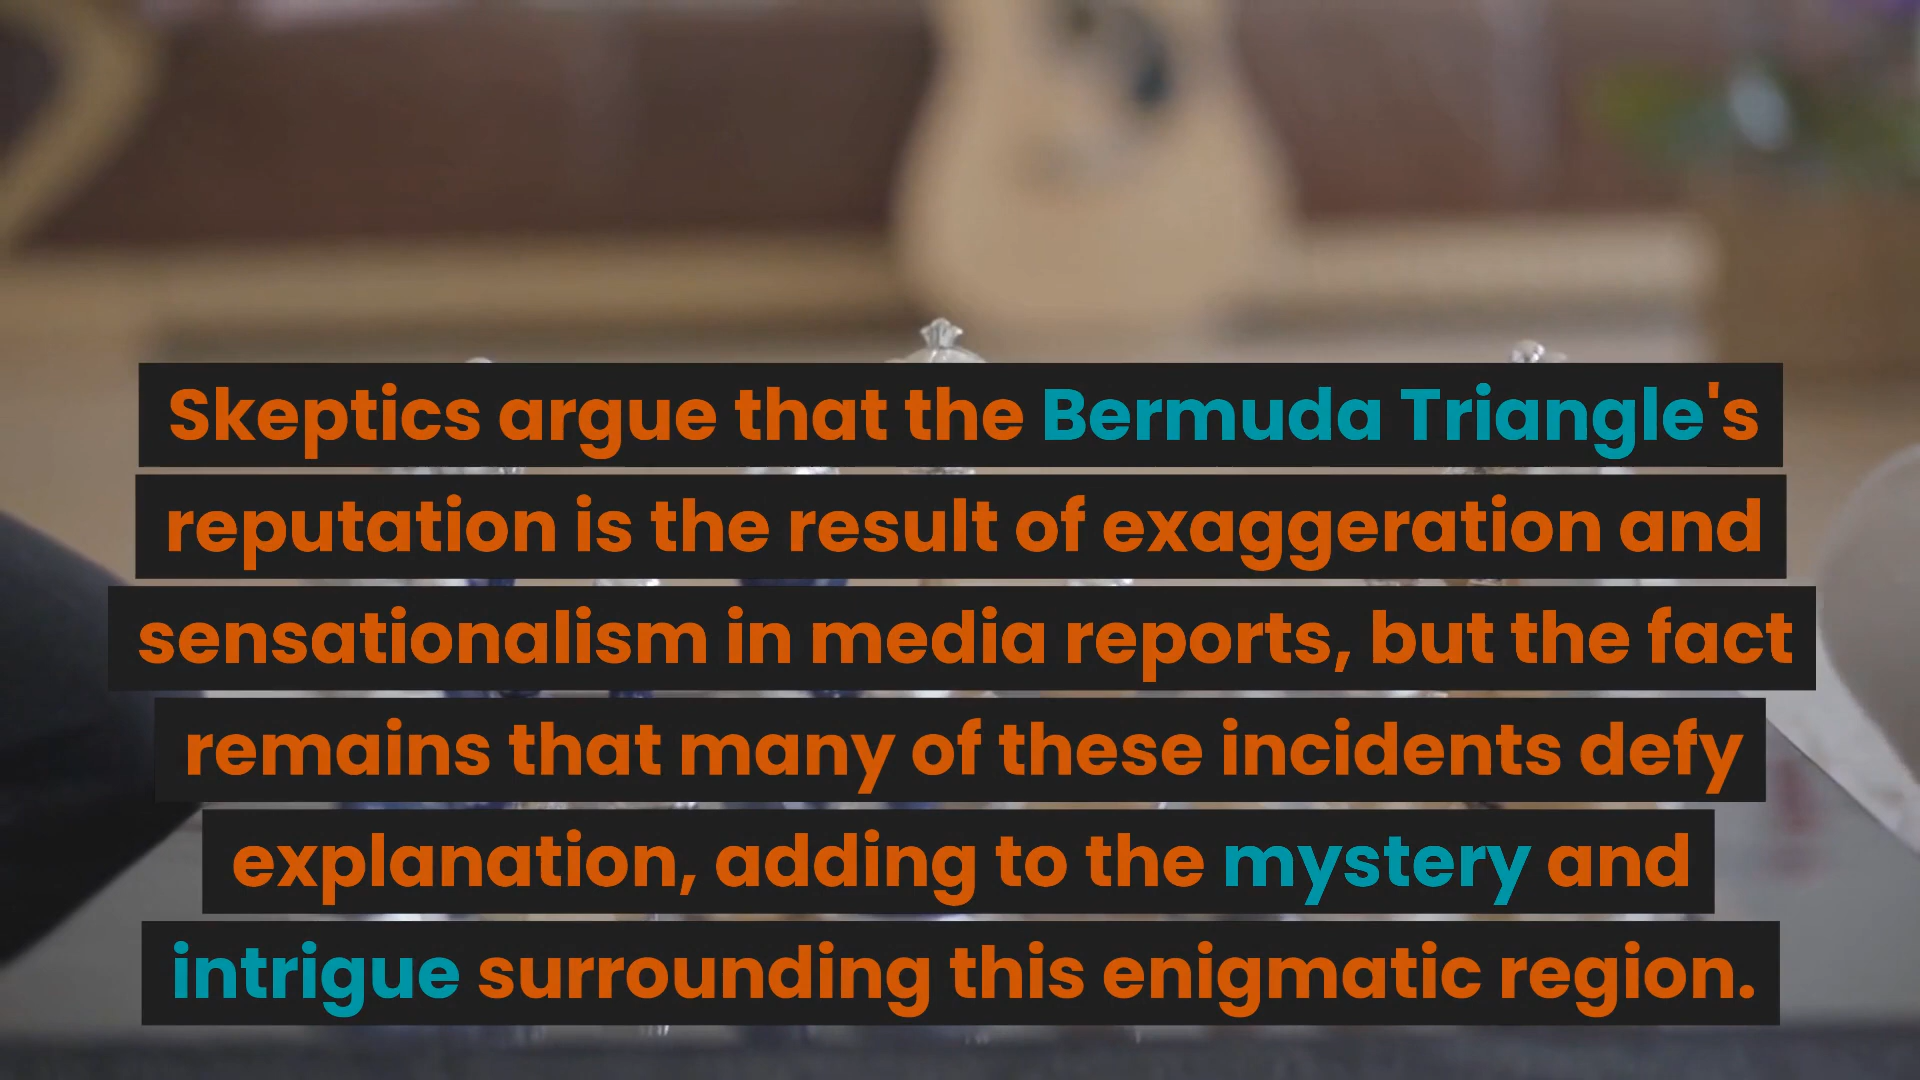 Skeptics argue that the Bermuda Triangle's
reputation is the result of exaggeration and
sensationalism in media reports, but the fact
remains that many of these incidents defy
explanation, adding to the mystery and
intrigue surrounding this enigmatic region.